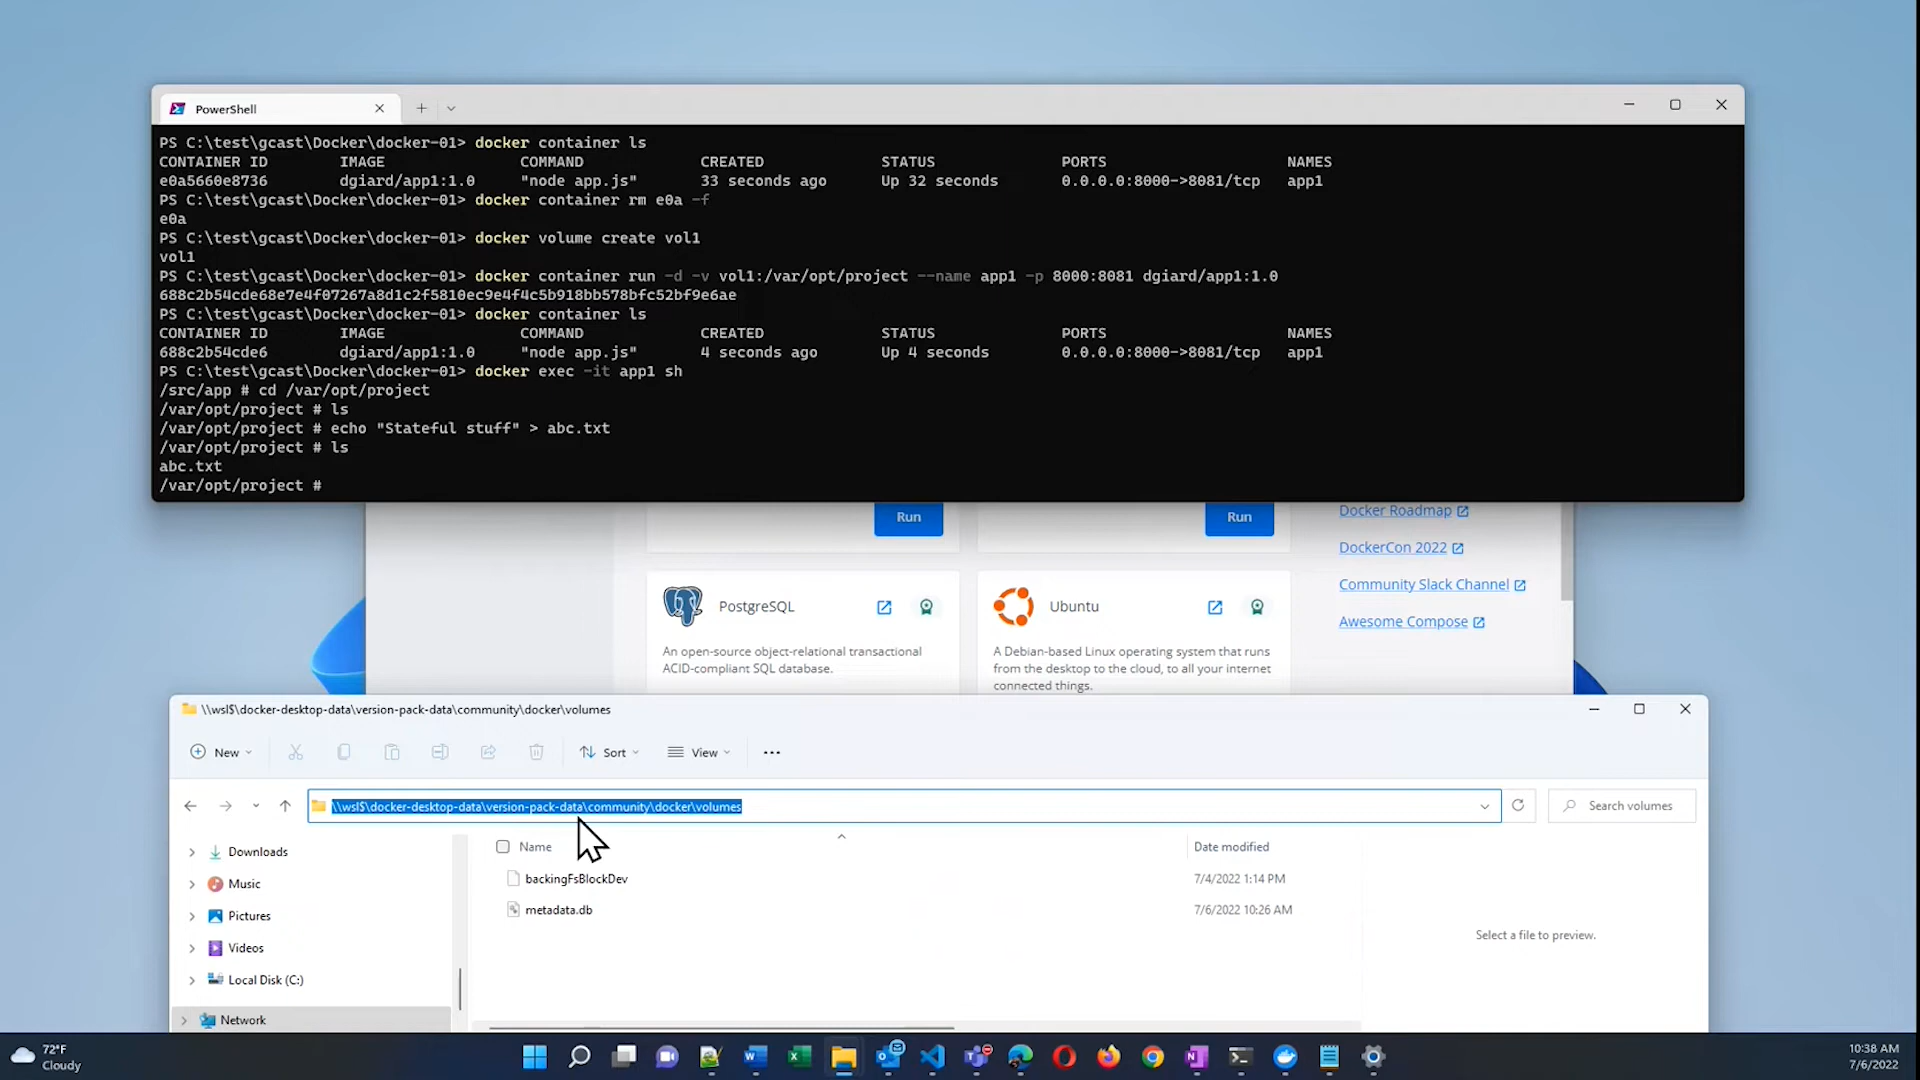 PowerShell
PS C:\test\gcast\Docker\docker-01> docker container ls
CONTAINER ID IMAGE COMMAND CREATED STATUS PORTS NAMES
e0a5660e8736 dgiard/app1:1.0 "node app.js" 33 seconds ago Up 32 seconds 0.0.0.0:8000->8081/tcp app1
PS C:\test\gcast\Docker\docker-01> docker container rm e0a -f
e0a
PS C:\test\gcast\Docker\docker-01> docker volume create vol1
vol1
PS C:\test\gcast\Docker\docker-01> docker container run -d -v vol1:/var/opt/project --name app1 -p 8000:8081 dgiard/app1:1.0
688c2b54cde68e7e4f07267a8d1c2f5810ec9e4f4c5b918bb578bfc52bf9e6ae
PS C:\test\gcast\Docker\docker-01> docker container ls
CONTAINER ID IMAGE COMMAND CREATED STATUS PORTS NAMES
688c2b54cde6 dgiard/app1:1.0 "node app.js" 4 seconds ago Up 4 seconds 0.0.0.0:8000->8081/tcp app1
PS C:\test\gcast\Docker\docker-01> docker exec -it app1 sh
/src/app # cd /var/opt/project
/var/opt/project # ls
/var/opt/project # echo "Stateful stuff" > abc.txt
/var/opt/project # ls
abc.txt
/var/opt/project #
Run Run
Docker Roadmap
DockerCon 2022
Community Slack Channel
Awesome Compose
PostgreSQL
An open-source object-relational transactional
ACID-compliant SQL database.
Ubuntu
A Debian-based Linux operating system that runs
from the desktop to the cloud, to all your internet
connected things.
\\wsl$\docker-desktop-data\version-pack-data\community\docker\volumes
New Sort View ...
\\wsl$\docker-desktop-data\version-pack-data\community\docker\volumes
Search volumes
Downloads
Music
Pictures
Videos
Local Disk (C:)
Network
Name Date modified
backingFsBlockDev 7/4/2022 1:14 PM
metadata.db 7/6/2022 10:26 AM
Select a file to preview.
72°F
Cloudy
10:38 AM
7/6/2022